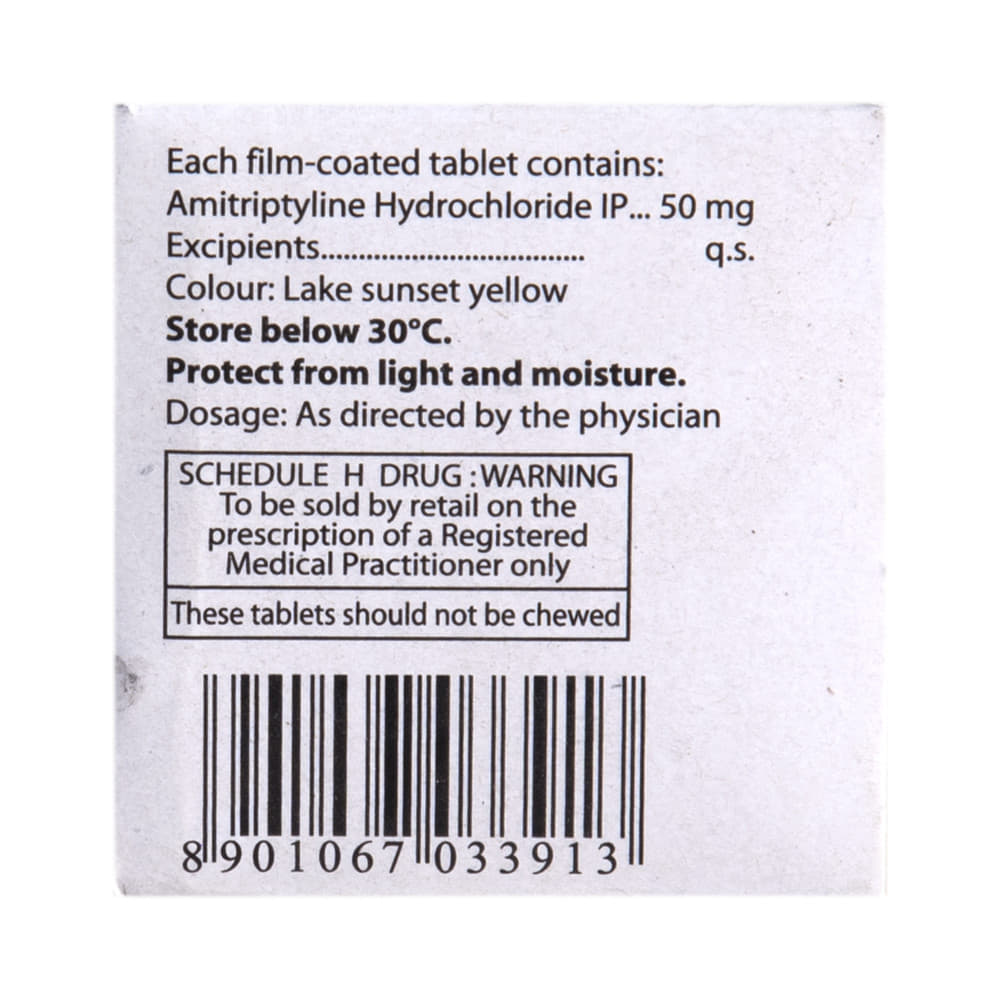 Each film-coated tablet contains:
Amitriptyline Hydrochloride IP... 50 mg
Excipients................................. q.s.
Colour: Lake sunset yellow
Store below 30°C.
Protect from light and moisture.
Dosage: As directed by the physician
SCHEDULE H DRUG : WARNING
To be sold by retail on the
prescription of a Registered
Medical Practitioner only
These tablets should not be chewed
8 901067 033913